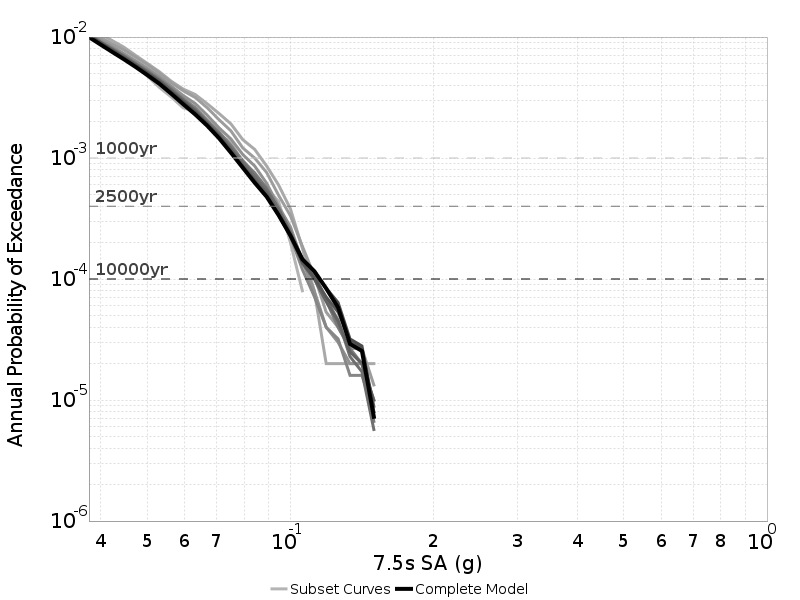 10-2
10-3
10-4
10-5
10-6
Annual Probability of Exceedance
1000yr
2500yr
10000yr
4 5 6 7 10-1 2 3 4 5 6 7 8 100
7.5s SA (g)
Subset Curves Complete Model